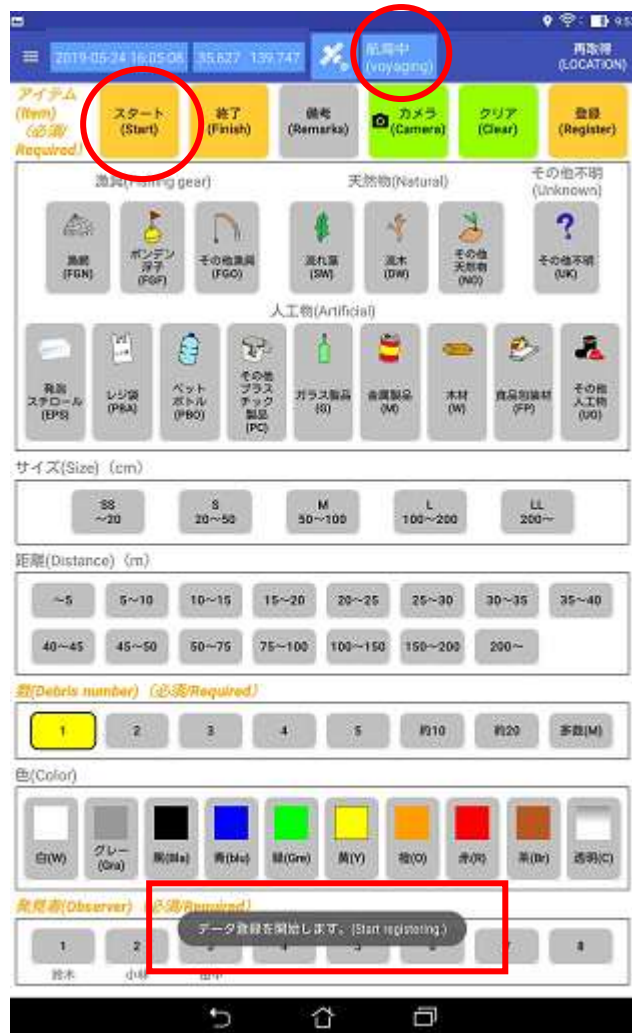 9:5
2019-05-24 16:05:06 35.627 139.747 航海中 再取得
(voyaging) (LOCATION)
アイテム
(Item)
(必須/
Required)
スタート
(Start)
終了
(Finish)
備考
(Remarks)
カメラ
(Camera)
クリア
(Clear)
登録
(Register)
漁具(Fishing gear)
天然物(Natural)
その他不明
(Unknown)
漁網
(FGN)
ボンデン
浮子
(FGF)
その他漁具
(FGO)
流れ藻
(SW)
流木
(DW)
その他
天然物
(NO)
その他不明
(UK)
人工物(Artificial)
発泡
スチロール
(EPS)
レジ袋
(PBA)
ペット
ボトル
(PBO)
その他
プラス
チック
製品
(PC)
ガラス製品
(G)
金属製品
(M)
木材
(W)
食品包装材
(FP)
その他
人工物
(UO)
サイズ(Size) (cm)
SS
~20
S
20~50
M
50~100
L
100~200
LL
200~
距離(Distance) (m)
~5 5~10 10~15 15~20 20~25 25~30 30~35 35~40
40~45 45~50 50~75 75~100 100~150 150~200 200~
数(Debris number) (必須/Required)
1 2 3 4 5 約10 約20 多数(M)
色(Color)
白(W)
グレー
(Gra)
黒(Bla)
青(blu)
緑(Gre)
黄(Y)
橙(O)
赤(R)
茶(Br)
透明(C)
発見者(Observer) (必須/Required)
データ登録を開始します。(Start registering.)
1 2 3 4 5 6 7 8
鈴木 小林 田中